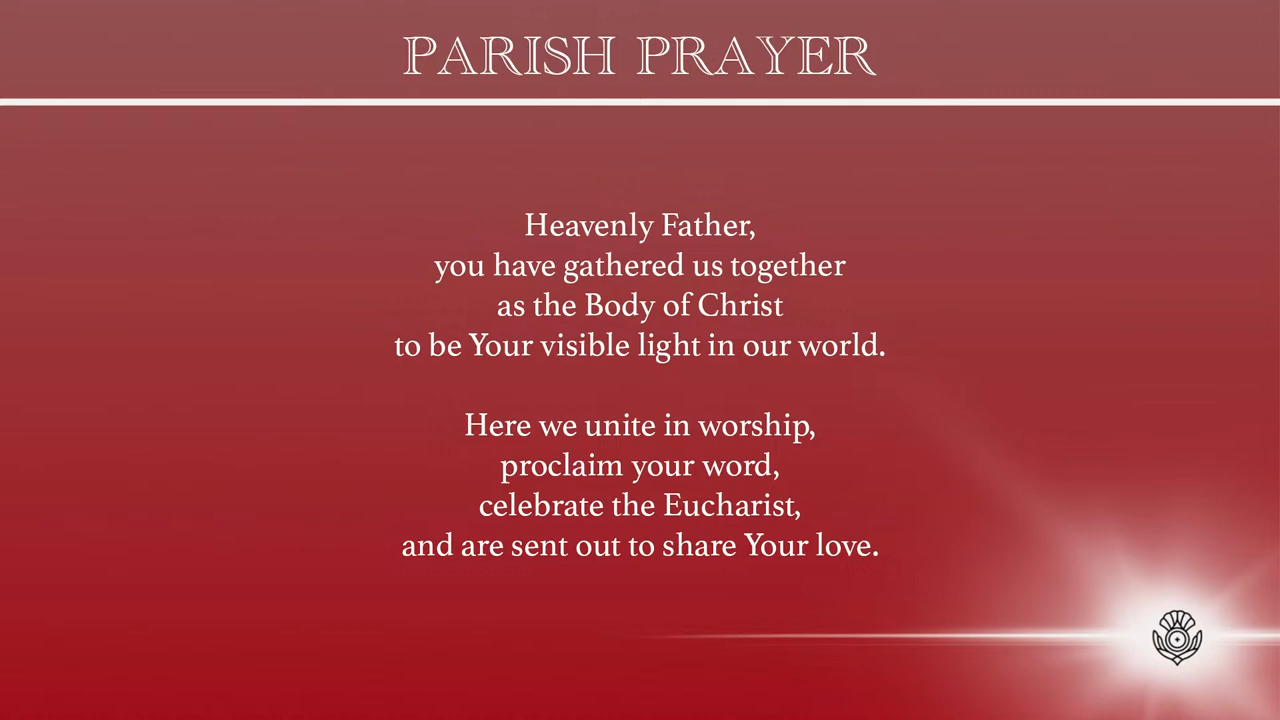 PARISH PRAYER
Heavenly Father,
you have gathered us together
as the Body of Christ
to be Your visible light in our world.
Here we unite in worship,
proclaim your word,
celebrate the Eucharist,
and are sent out to share Your love.